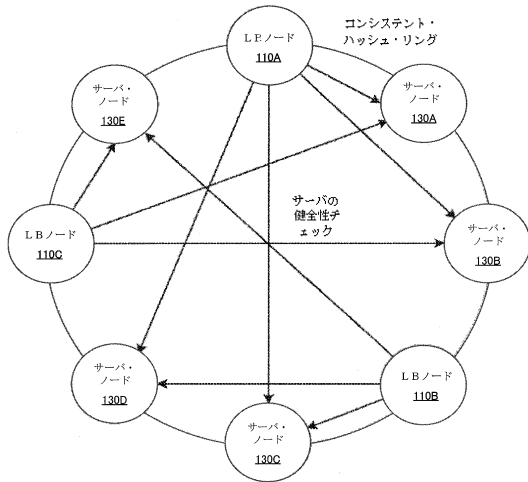 コンシステント・
ハッシュ・リング
LBノード
110A
サーバ・
ノード
130E
サーバ・
ノード
130A
サーバの
健全性チ
ェック
LBノード
110C
サーバ・
ノード
130B
サーバ・
ノード
130D
LBノード
110B
サーバ・
ノード
130C